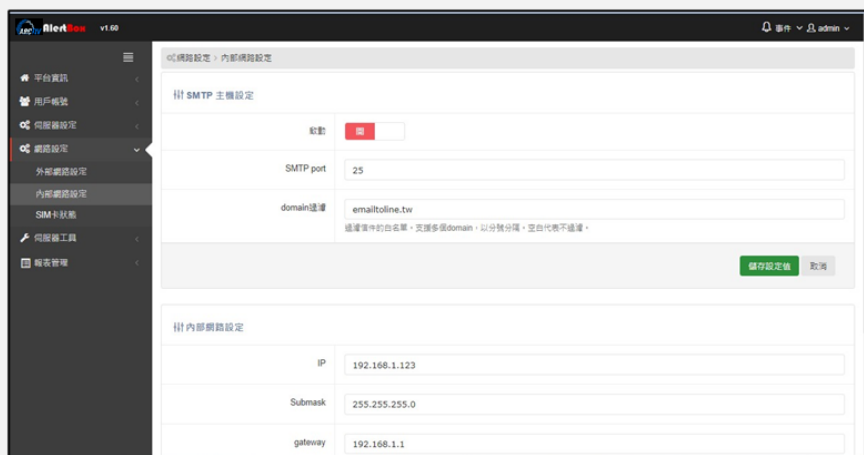 AlertBox v1.60
事件 admin
網路設定 > 內部網路設定
平台資訊
用戶帳號
伺服器設定
網路設定
外部網路設定
內部網路設定
SIM卡狀態
伺服器工具
報表管理
SMTP 主機設定
啟動 開
SMTP port 25
domain過濾 emailtoline.tw
過濾信件的白名單，支援多個domain，以分號分隔，空白代表不過濾。
儲存設定值 取消
內部網路設定
IP 192.168.1.123
Submask 255.255.255.0
gateway 192.168.1.1